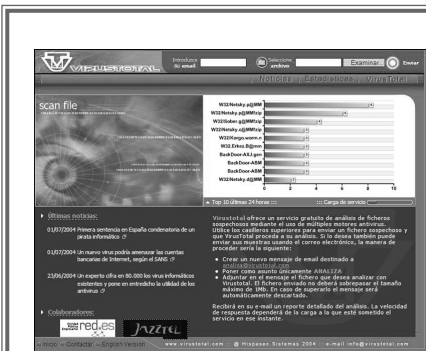 VIRUSTOTAL
Introduzca su email
Seleccione archivo
Examinar...
Enviar
Noticias | Estadísticas | VirusTotal
scan file
W32/Netsky.p@MM
W32/Netsky.p@MM!zip
W32/Sober.g@MM!zip
W32/Netsky.c@MM!zip
W32/Korgo.worm.n
W32.Erkez.B@mm
BackDoor-AXJ.gen
BackDoor-ABM
BackDoor-ABM
W32/Netsky.d@MM
0 2 4 6 8 10
Top 10 últimas 24 horas
::: Carga de servicio
Últimas noticias:
01/07/2004 Primera sentencia en España condenatoria de un
pirata informático
01/07/2004 Un nuevo virus podría amenazar las cuentas
bancarias de Internet, según el SANS
23/06/2004 Un experto cifra en 80.000 los virus informáticos
existentes y pone en entredicho la utilidad de los
antivirus
Colaboradores:
red.es
JAZZTEL
Virustotal ofrece un servicio gratuito de análisis de ficheros
sospechosos mediante el uso de múltiples motores antivirus.
Utilice los casilleros superiores para enviar un fichero sospechoso y
que VirusTotal proceda a su análisis. Si lo desea también puede
enviar sus muestras usando el correo electrónico, la manera de
proceder sería la siguiente:
• Crear un nuevo mensaje de email destinado a
analiza@virustotal.com
• Poner como asunto únicamente ANALIZA
• Adjuntar en el mensaje el fichero que desea analizar con
Virustotal. El fichero enviado no deberá sobrepasar el tamaño
máximo de 1Mb. En caso de superarlo el mensaje será
automáticamente descartado.
Recibirá en su e-mail un reporte detallado del análisis. La velocidad
de respuesta dependerá de la carga a la que esté sometido el
servicio en ese instante.
Inicio
Contactar
English Version
www.virustotal.com :: @ Hispasec Sistemas 2004 :: e-mail info@virustotal.com